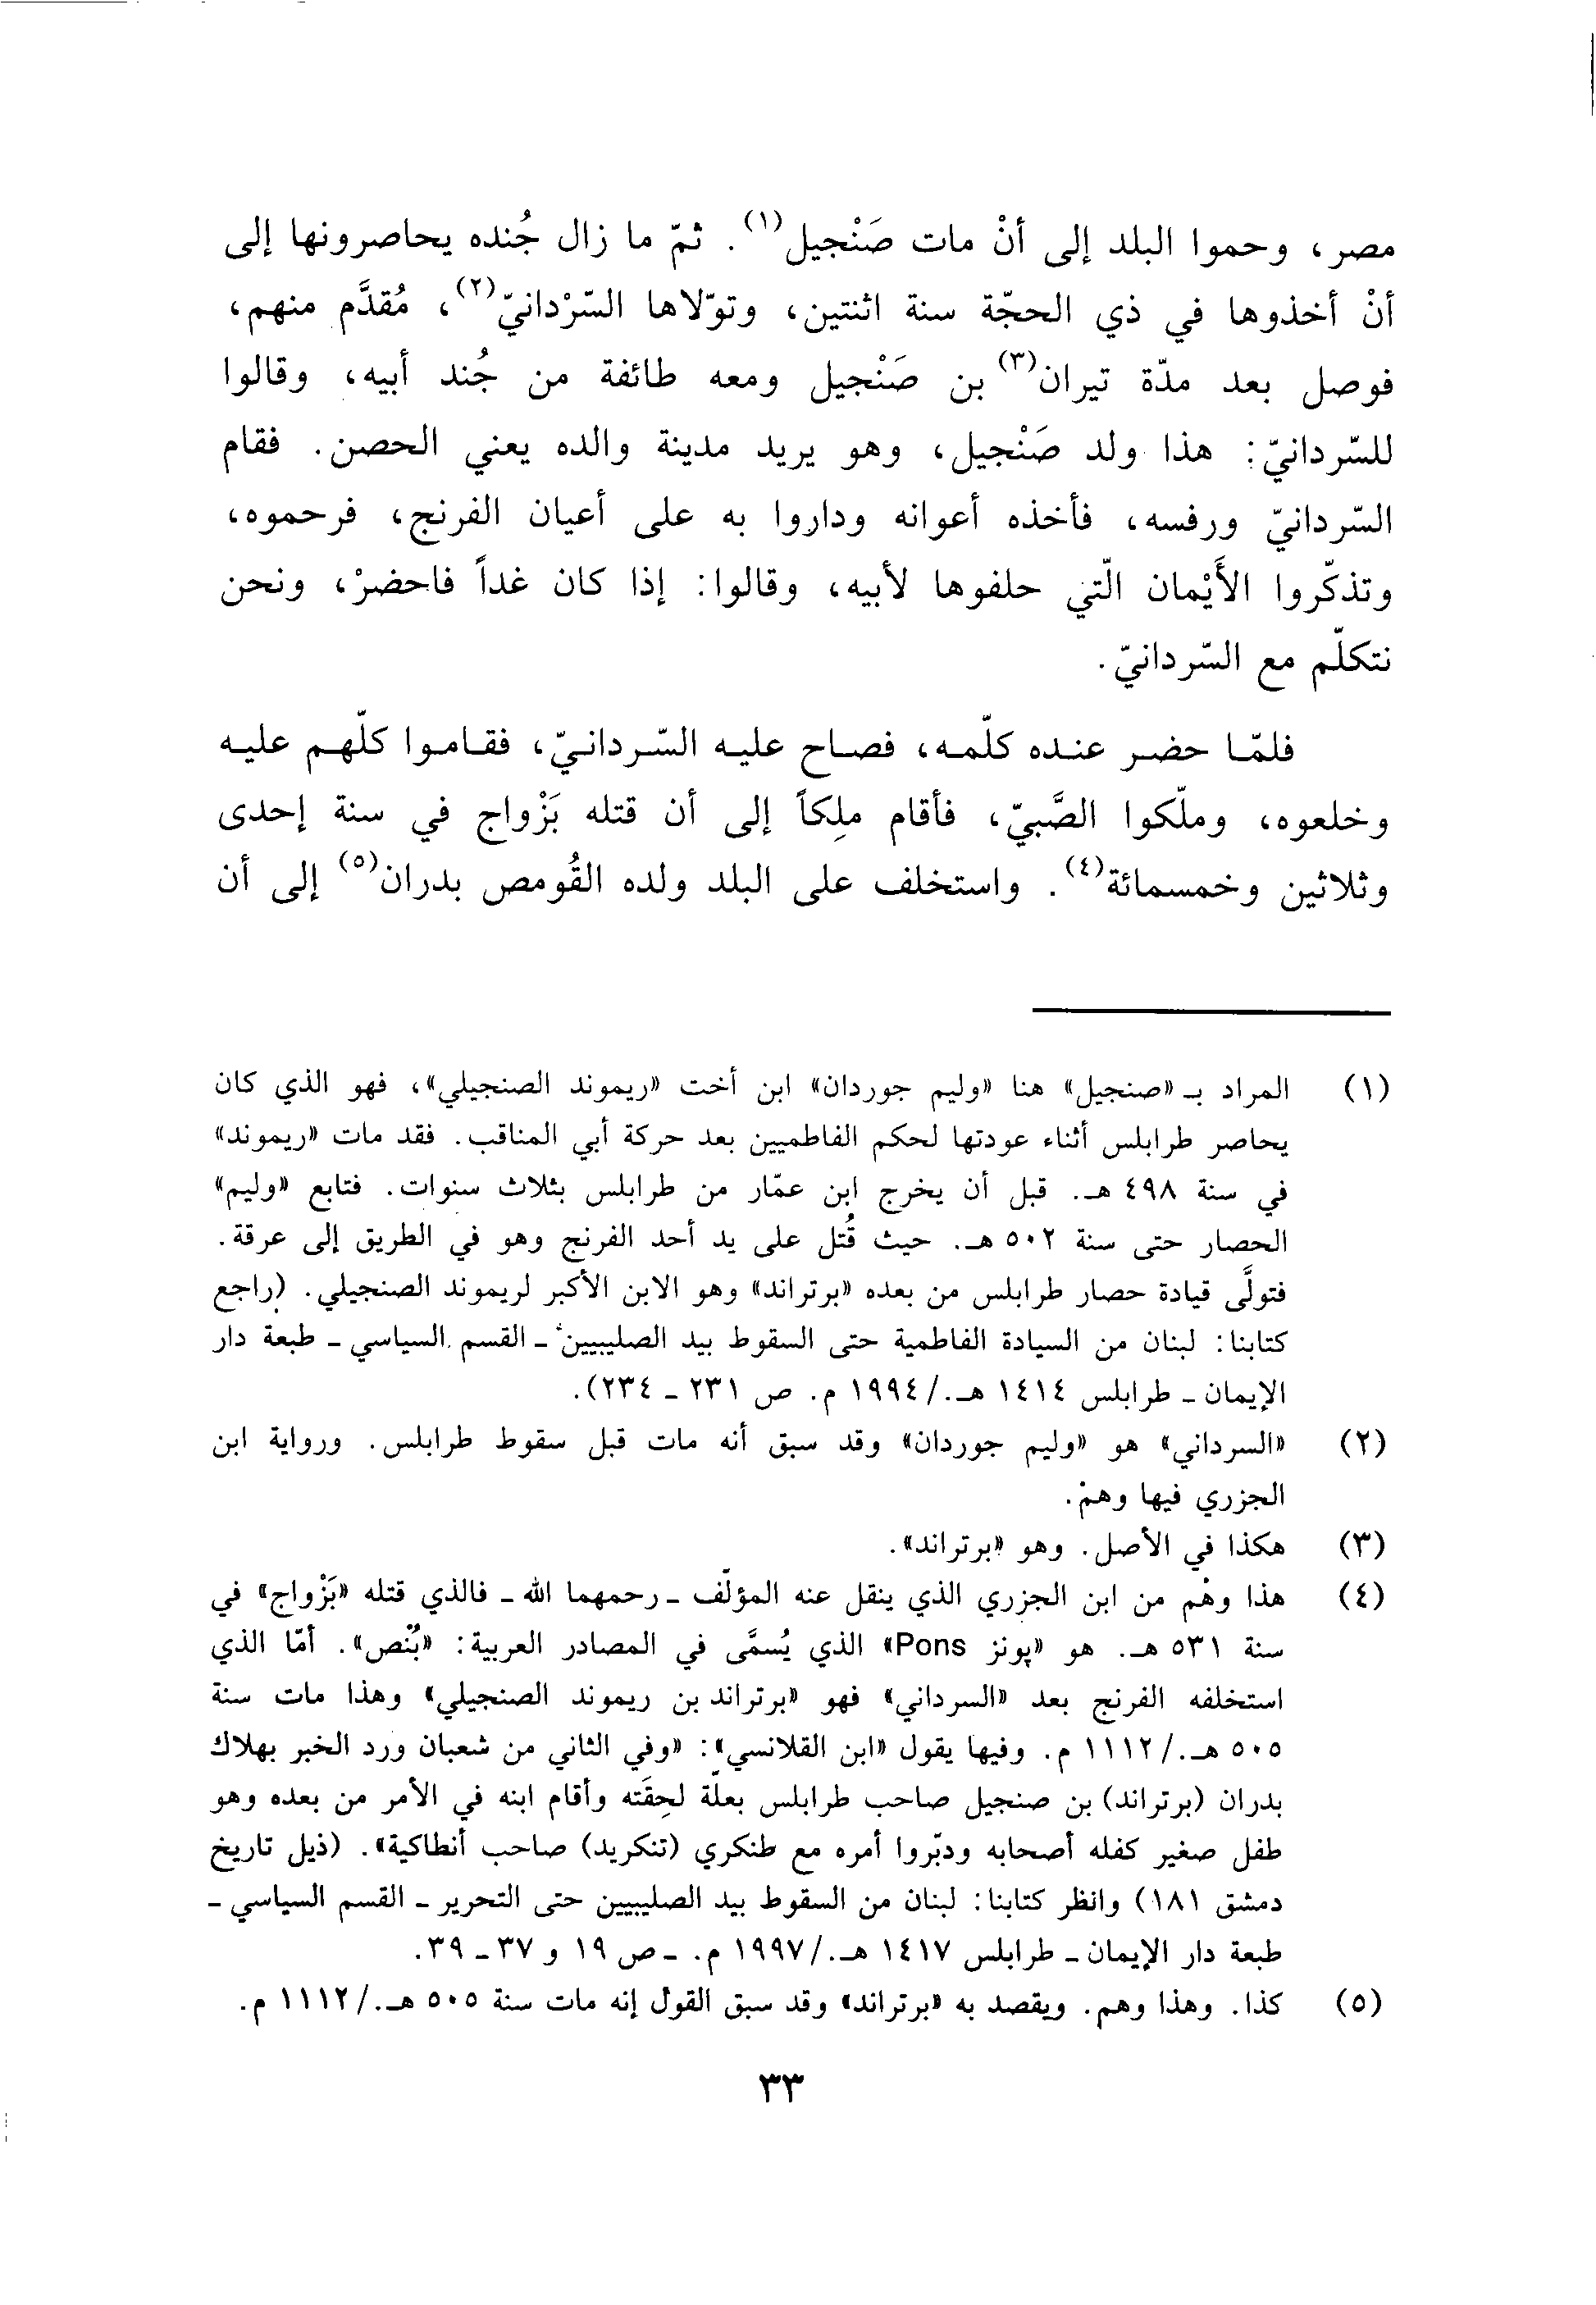 مصر، وحموا البلد إلى أنْ مات صَنْجيل(١). ثمّ ما زال جُنده يحاصرونها إلى
أنْ أخذوها في ذي الحجّة سنة اثنتين، وتولّاها السّرْدانيّ(٢)، مُقدَّم منهم،
فوصل بعد مدّة تيران(٣) بن صَنْجيل ومعه طائفة من جُند أبيه، وقالوا
للسّردانيّ: هذا ولد صَنْجيل، وهو يريد مدينة والده يعني الحصن. فقام
السّردانيّ ورفسه، فأخذه أعوانه وداروا به على أعيان الفرنج، فرحموه،
وتذكّروا الأَيْمان الّتي حلفوها لأبيه، وقالوا: إذا كان غداً فاحضرْ، ونحن
نتكلّم مع السّردانيّ.
فلمّا حضر عنده كلّمه، فصاح عليه السّردانيّ، فقاموا كلّهم عليه
وخلعوه، وملّكوا الصَّبيّ، فأقام ملِكاً إلى أن قتله بَزْواج في سنة إحدى
وثلاثين وخمسمائة(٤). واستخلف على البلد ولده القُومص بدران(٥) إلى أن
(١) المراد بـ «صنجيل» هنا «وليم جوردان» ابن أخت «ريموند الصنجيلي»، فهو الذي كان
يحاصر طرابلس أثناء عودتها لحكم الفاطميين بعد حركة أبي المناقب. فقد مات «ريموند»
في سنة ٤٩٨ هـ. قبل أن يخرج ابن عمّار من طرابلس بثلاث سنوات. فتابع «وليم»
الحصار حتى سنة ٥٠٢ هـ. حيث قُتل على يد أحد الفرنج وهو في الطريق إلى عرقة.
فتولَّى قيادة حصار طرابلس من بعده «برتراند» وهو الابن الأكبر لريموند الصنجيلي. (راجع
كتابنا: لبنان من السيادة الفاطمية حتى السقوط بيد الصليبيين ـ القسم السياسي ـ طبعة دار
الإيمان ـ طرابلس ١٤١٤ هـ./١٩٩٤ م. ص ٢٣١ ـ ٢٣٤).
(٢) «السرداني» هو «وليم جوردان» وقد سبق أنه مات قبل سقوط طرابلس. ورواية ابن
الجزري فيها وهمْ.
(٣) هكذا في الأصل. وهو «برتراند».
(٤) هذا وهْم من ابن الجزري الذي ينقل عنه المؤلّف ـ رحمهما الله ـ فالذي قتله «بَزْواج» في
سنة ٥٣١ هـ. هو «پونز Pons» الذي يُسمَّى في المصادر العربية: «بُنْص». أمّا الذي
استخلفه الفرنج بعد «السرداني» فهو «برتراند بن ريموند الصنجيلي» وهذا مات سنة
٥٠٥ هـ./١١١٢ م. وفيها يقول «ابن القلانسي»: «وفي الثاني من شعبان ورد الخبر بهلاك
بدران (برتراند) بن صنجيل صاحب طرابلس بعلّة لحِقَته وأقام ابنه في الأمر من بعده وهو
طفل صغير كفله أصحابه ودبّروا أمره مع طنكري (تنكريد) صاحب أنطاكية». (ذيل تاريخ
دمشق ١٨١) وانظر كتابنا: لبنان من السقوط بيد الصليبيين حتى التحرير ـ القسم السياسي ـ
طبعة دار الإيمان ـ طرابلس ١٤١٧ هـ./١٩٩٧ م. ـ ص ١٩ و ٣٧ ـ ٣٩.
(٥) كذا. وهذا وهم. ويقصد به «برتراند» وقد سبق القول إنه مات سنة ٥٠٥ هـ./١١١٢ م.
٣٣